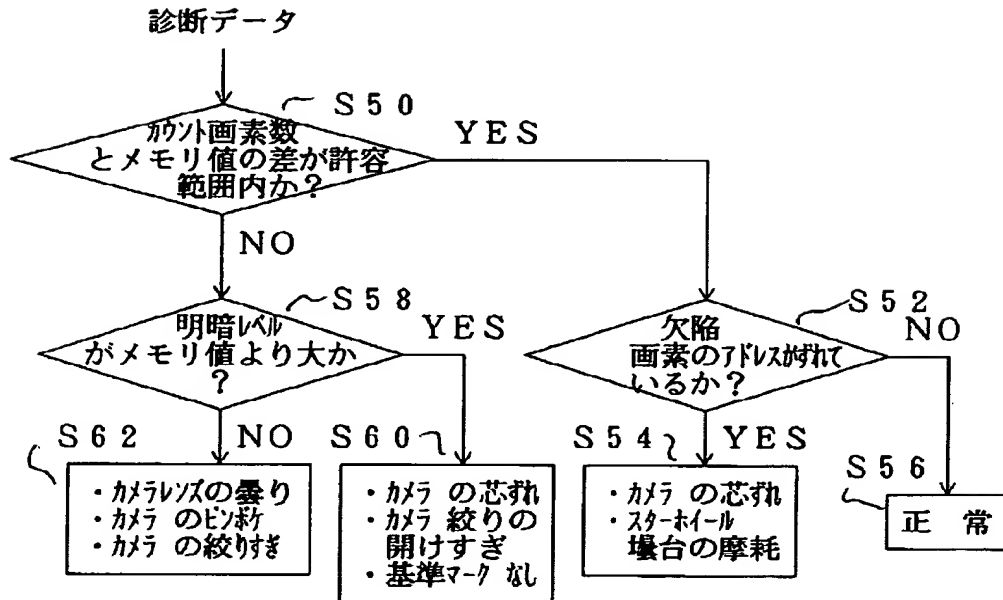 診断データ
S50
カウント画素数
とメモリ値の差が許容
範囲内か?
YES
NO
S58
明暗レベル
がメモリ値より大か
?
YES
S52
欠陥
画素のアドレスがずれて
いるか?
NO
S62
NO
S60
S54
YES
S56
・カメラレンズの曇り
・カメラ のピンボケ
・カメラ の絞りすぎ
・カメラ の芯ずれ
・カメラ 絞りの
開けすぎ
・基準マーク なし
・カメラ の芯ずれ
・スターホイール
壜台の摩耗
正 常